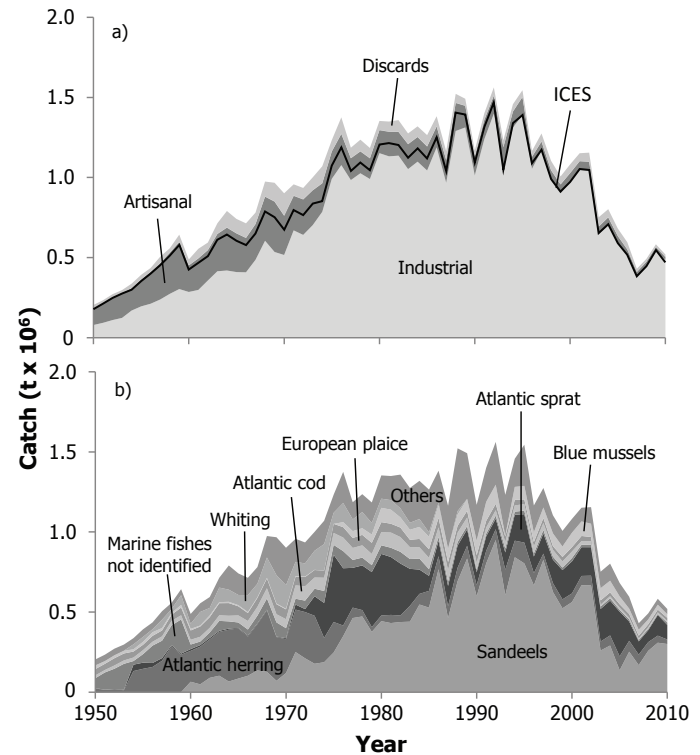 2.0
a)
Discards
1.5
ICES
1.0
Artisanal
0.5
Industrial
0
Catch (t x 10⁶)
2.0
b)
Atlantic sprat
1.5
European plaice
Blue mussels
Atlantic cod
Others
Whiting
1.0
Marine fishes
not identified
0.5
Atlantic herring
Sandeels
0
1950 1960 1970 1980 1990 2000 2010
Year